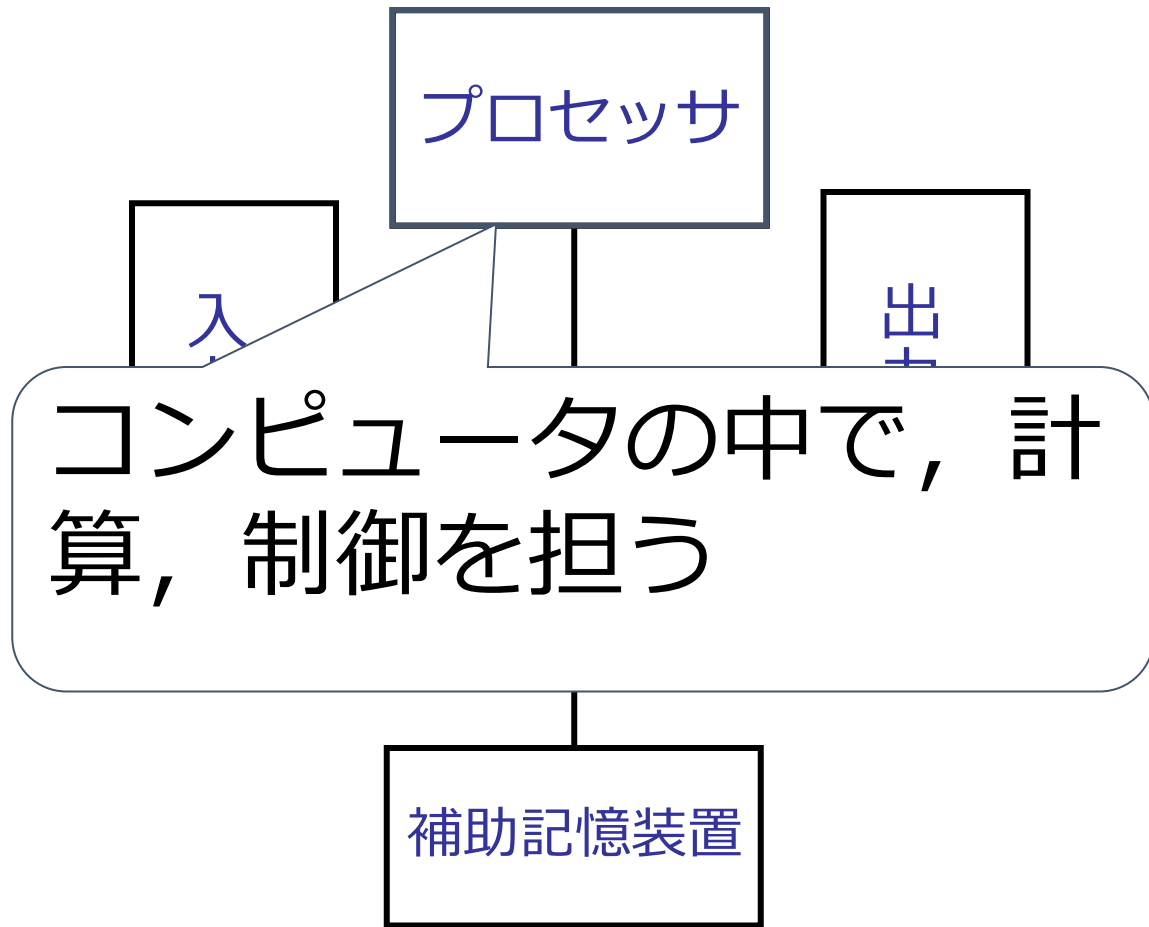 プロセッサ
入
出
コンピュータの中で，計
算，制御を担う
補助記憶装置